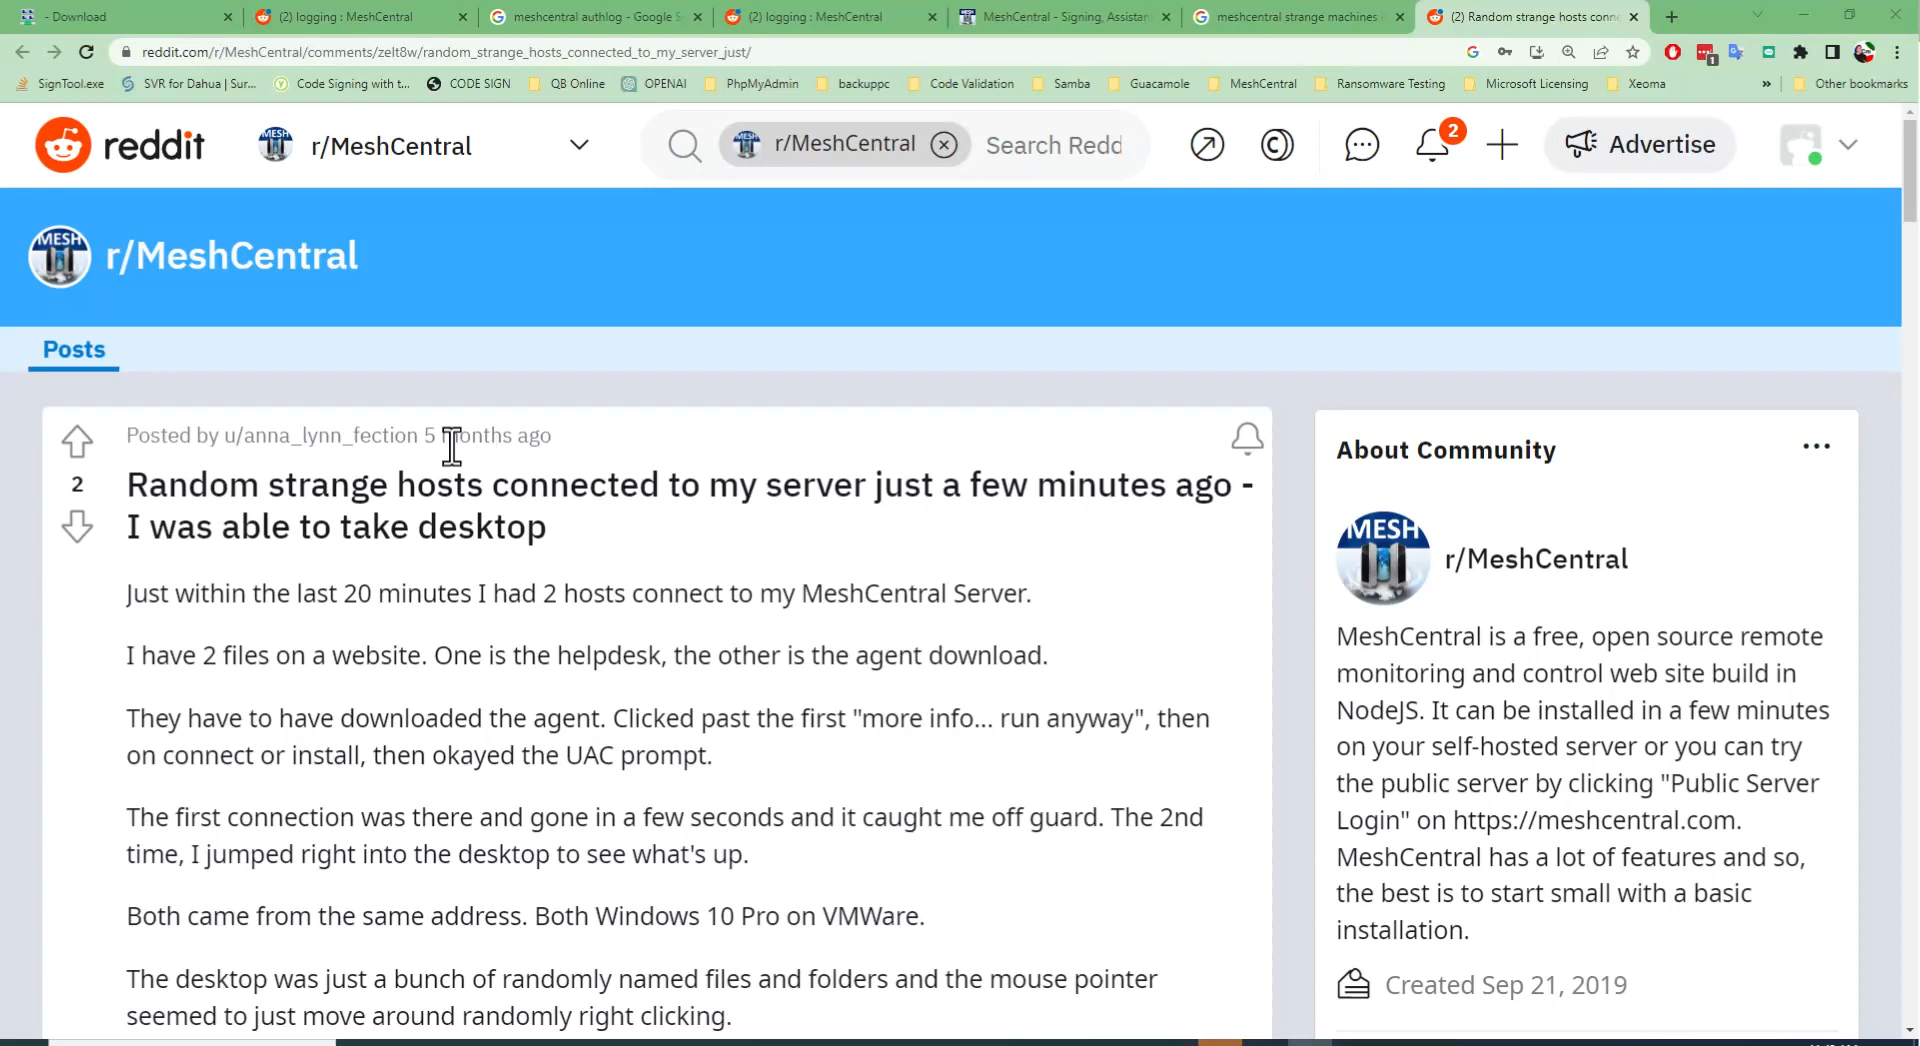 - Download
(2) logging : MeshCentral
meshcentral authlog - Google S
(2) logging : MeshCentral
MeshCentral - Signing, Assistan
meshcentral strange machines i
(2) Random strange hosts conne
reddit.com/r/MeshCentral/comments/zelt8w/random_strange_hosts_connected_to_my_server_just/
1
SignTool.exe
SVR for Dahua | Sur...
Code Signing with t...
CODE SIGN
QB Online
OPENAI
PhpMyAdmin
backuppc
Code Validation
Samba
Guacamole
MeshCentral
Ransomware Testing
Microsoft Licensing
Xeoma
»
Other bookmarks
reddit
MESH
r/MeshCentral
r/MeshCentral
Search Redd
2
Advertise
MESH
r/MeshCentral
Posts
Posted by u/anna_lynn_fection 5 months ago
2
Random strange hosts connected to my server just a few minutes ago -
I was able to take desktop
Just within the last 20 minutes I had 2 hosts connect to my MeshCentral Server.
I have 2 files on a website. One is the helpdesk, the other is the agent download.
They have to have downloaded the agent. Clicked past the first "more info... run anyway", then
on connect or install, then okayed the UAC prompt.
The first connection was there and gone in a few seconds and it caught me off guard. The 2nd
time, I jumped right into the desktop to see what's up.
Both came from the same address. Both Windows 10 Pro on VMWare.
The desktop was just a bunch of randomly named files and folders and the mouse pointer
seemed to just move around randomly right clicking.
About Community
MESH
r/MeshCentral
MeshCentral is a free, open source remote
monitoring and control web site build in
NodeJS. It can be installed in a few minutes
on your self-hosted server or you can try
the public server by clicking "Public Server
Login" on https://meshcentral.com.
MeshCentral has a lot of features and so,
the best is to start small with a basic
installation.
Created Sep 21, 2019